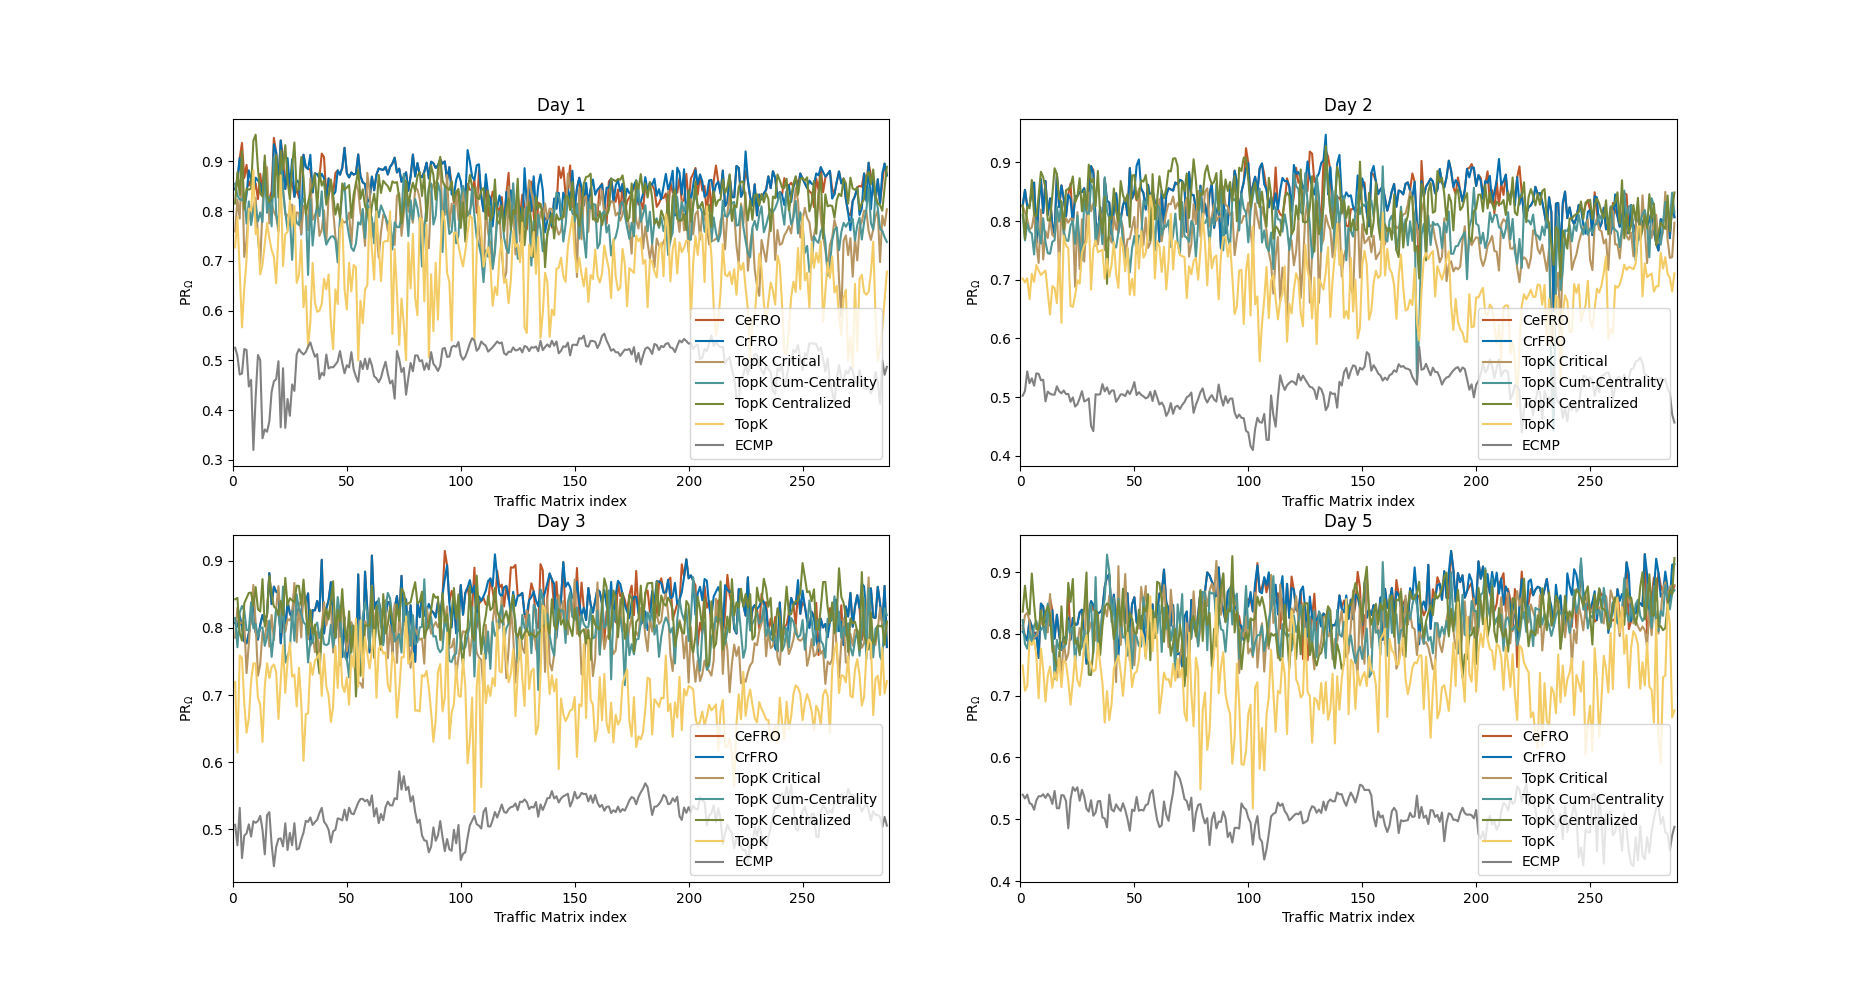 Day 1
0.9
0.8
0.7
0.6
0.5
0.4
0.3
PRΩ
CeFRO
CrFRO
TopK Critical
TopK Cum-Centrality
TopK Centralized
TopK
ECMP
0 50 100 150 200 250
Traffic Matrix index
Day 2
0.9
0.8
0.7
0.6
0.5
0.4
PRΩ
CeFRO
CrFRO
TopK Critical
TopK Cum-Centrality
TopK Centralized
TopK
ECMP
0 50 100 150 200 250
Traffic Matrix index
Day 3
0.9
0.8
0.7
0.6
0.5
PRΩ
CeFRO
CrFRO
TopK Critical
TopK Cum-Centrality
TopK Centralized
TopK
ECMP
0 50 100 150 200 250
Traffic Matrix index
Day 5
0.9
0.8
0.7
0.6
0.5
0.4
PRΩ
CeFRO
CrFRO
TopK Critical
TopK Cum-Centrality
TopK Centralized
TopK
ECMP
0 50 100 150 200 250
Traffic Matrix index